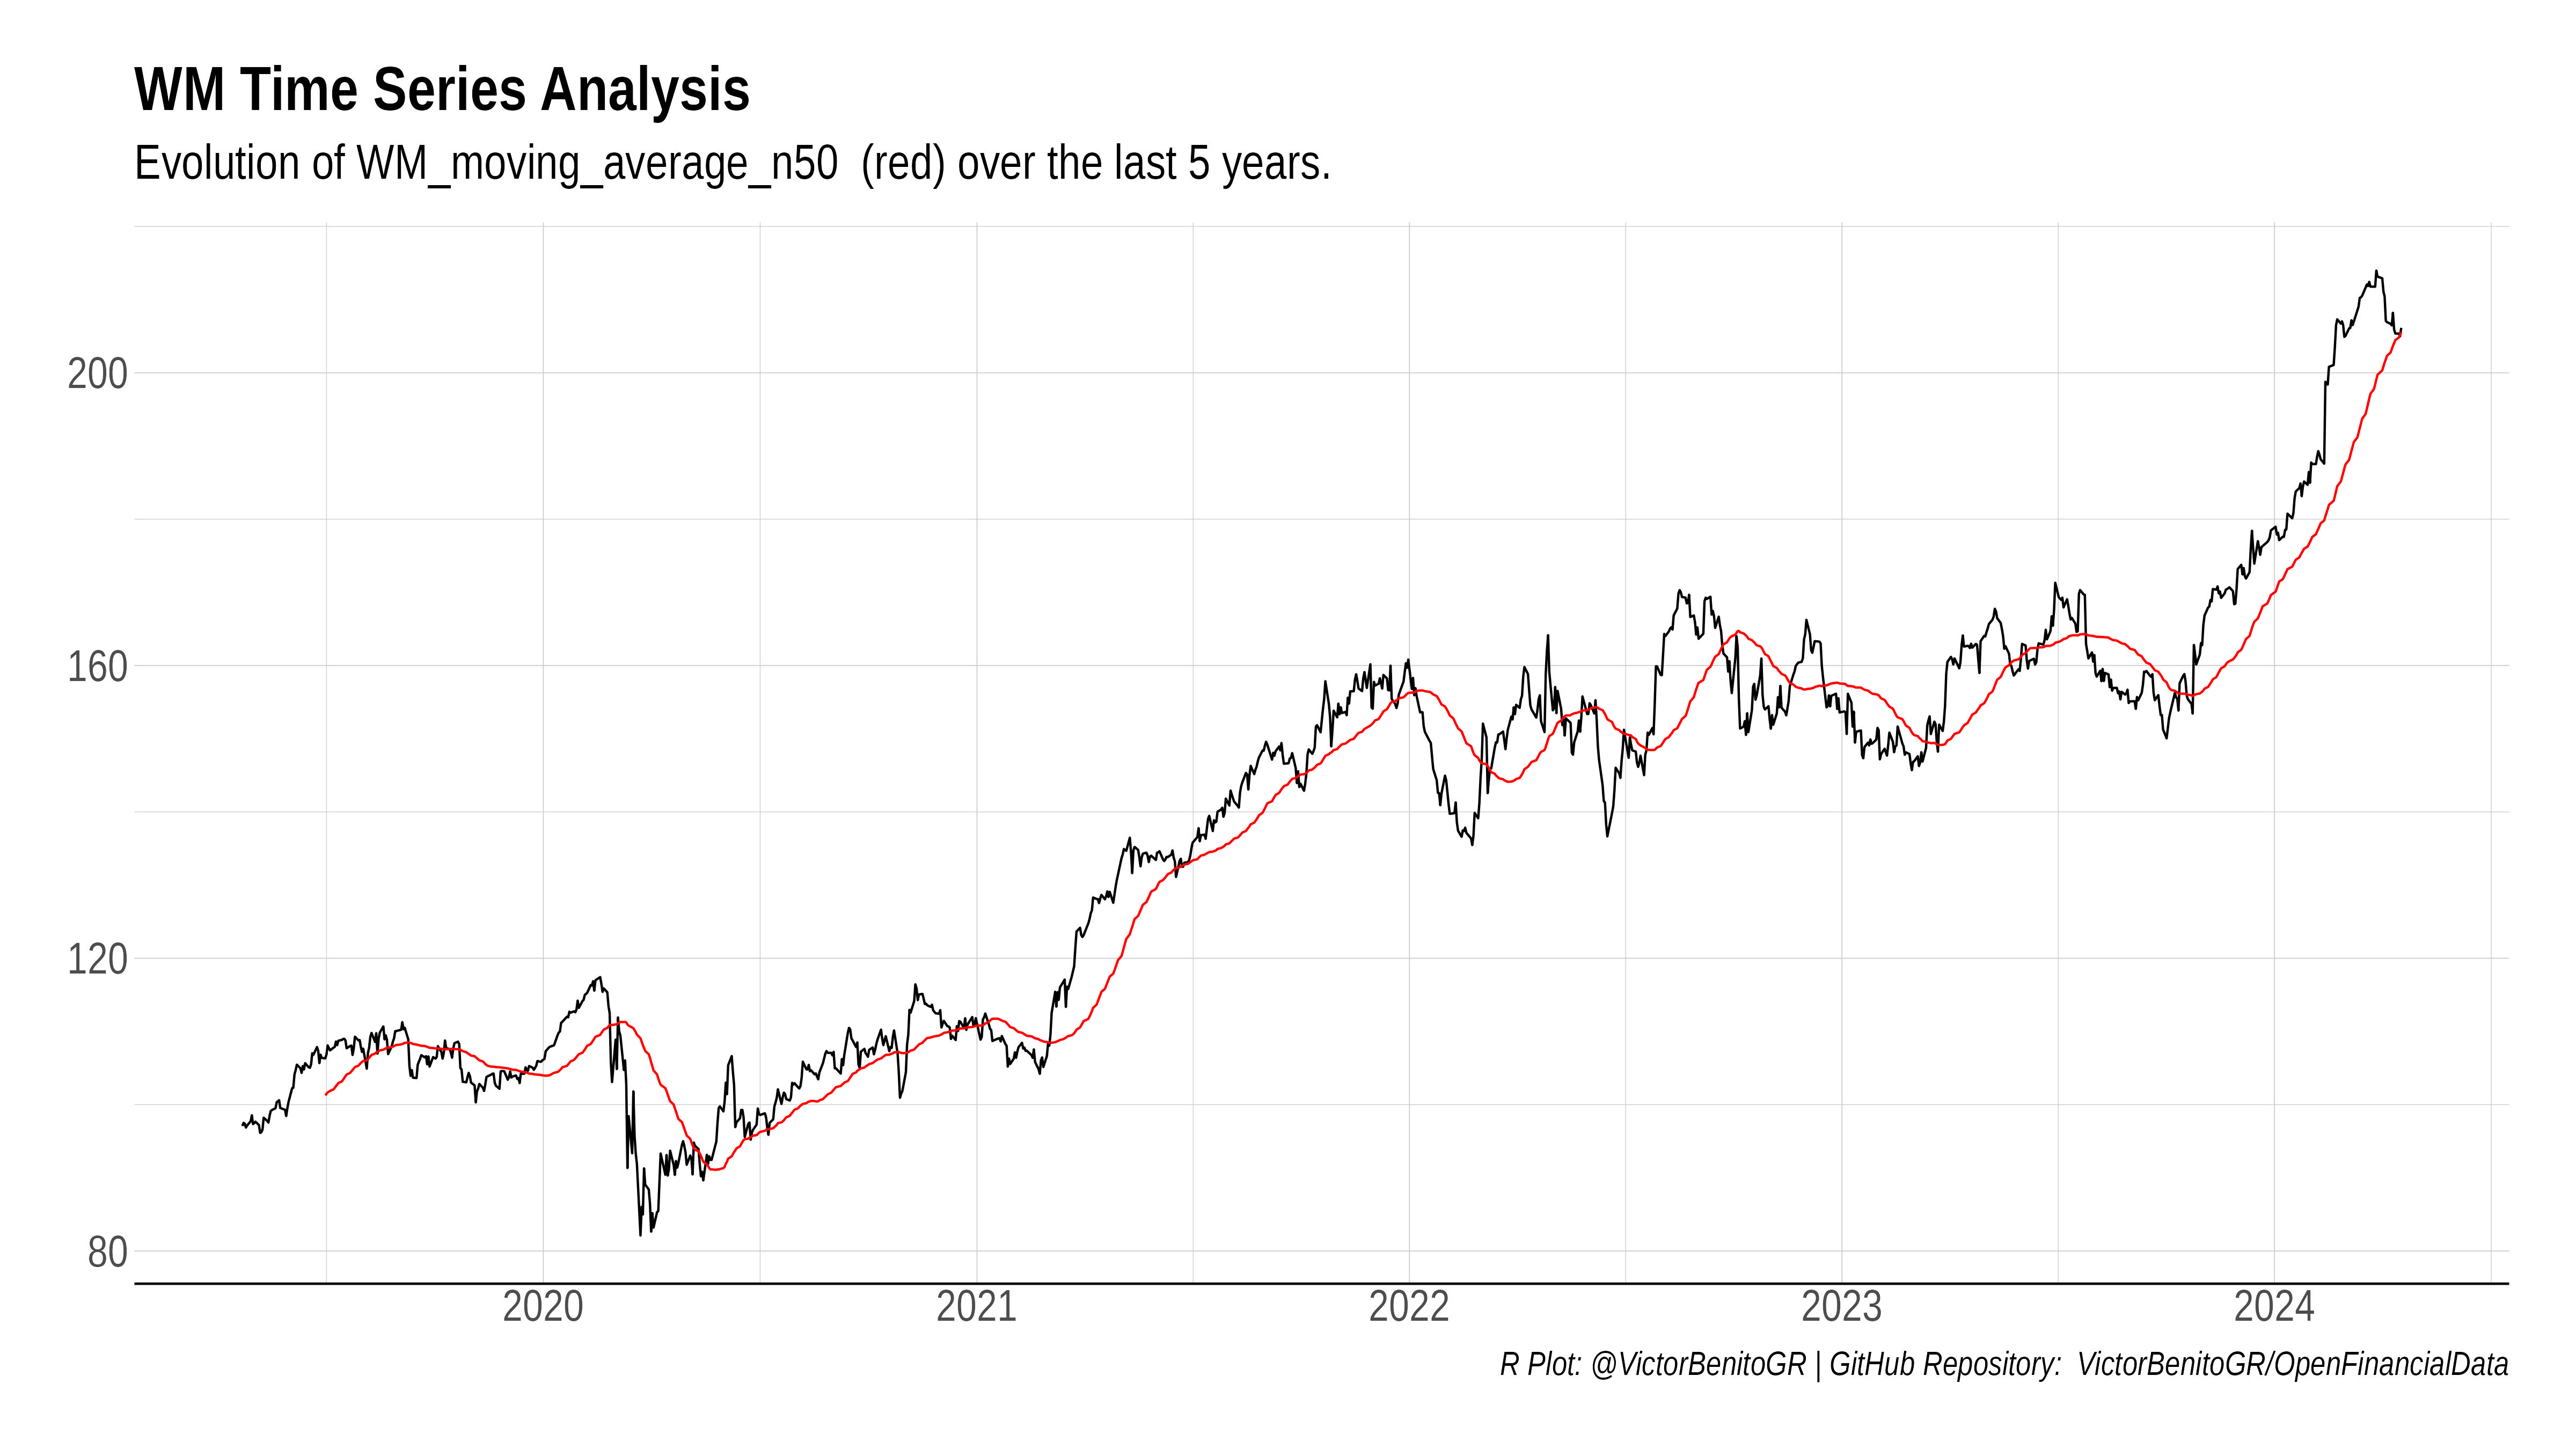 WM Time Series Analysis
Evolution of WM_moving_average_n50  (red) over the last 5 years.
200
160
120
80
2020 2021 2022 2023 2024
R Plot: @VictorBenitoGR | GitHub Repository:  VictorBenitoGR/OpenFinancialData